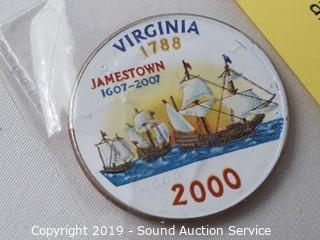 VIRGINIA
1788
JAMESTOWN
1607-2007
2000
Copyright 2019 - Sound Auction Service